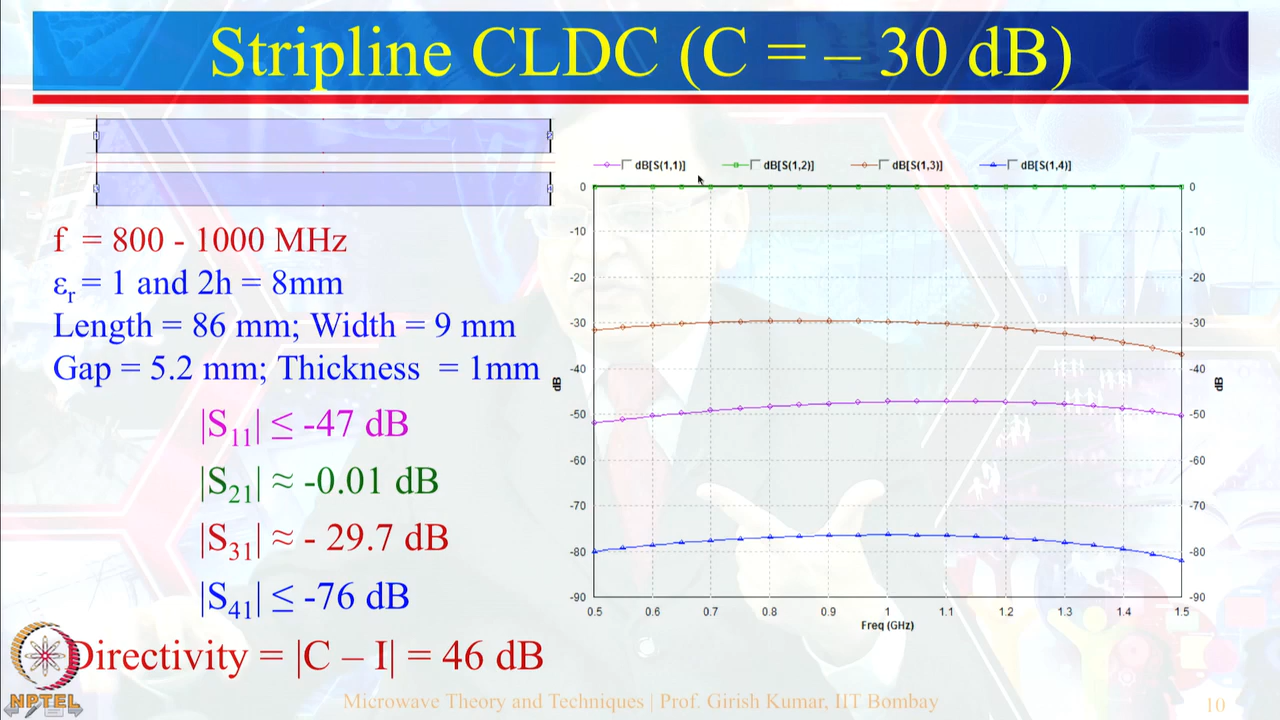 Stripline CLDC (C = – 30 dB)
f = 800 - 1000 MHz
εr = 1 and 2h = 8mm
Length = 86 mm; Width = 9 mm
Gap = 5.2 mm; Thickness = 1mm
|S11| ≤ -47 dB
|S21| ≈ -0.01 dB
|S31| ≈ - 29.7 dB
|S41| ≤ -76 dB
Directivity = |C – I| = 46 dB
dB[S(1,1)] dB[S(1,2)] dB[S(1,3)] dB[S(1,4)]
0 0
-10 -10
-20 -20
-30 -30
-40 -40
dB dB
-50 -50
-60 -60
-70 -70
-80 -80
-90 -90
0.5 0.6 0.7 0.8 0.9 1 1.1 1.2 1.3 1.4 1.5
Freq (GHz)
NPTEL
Microwave Theory and Techniques | Prof. Girish Kumar, IIT Bombay
10